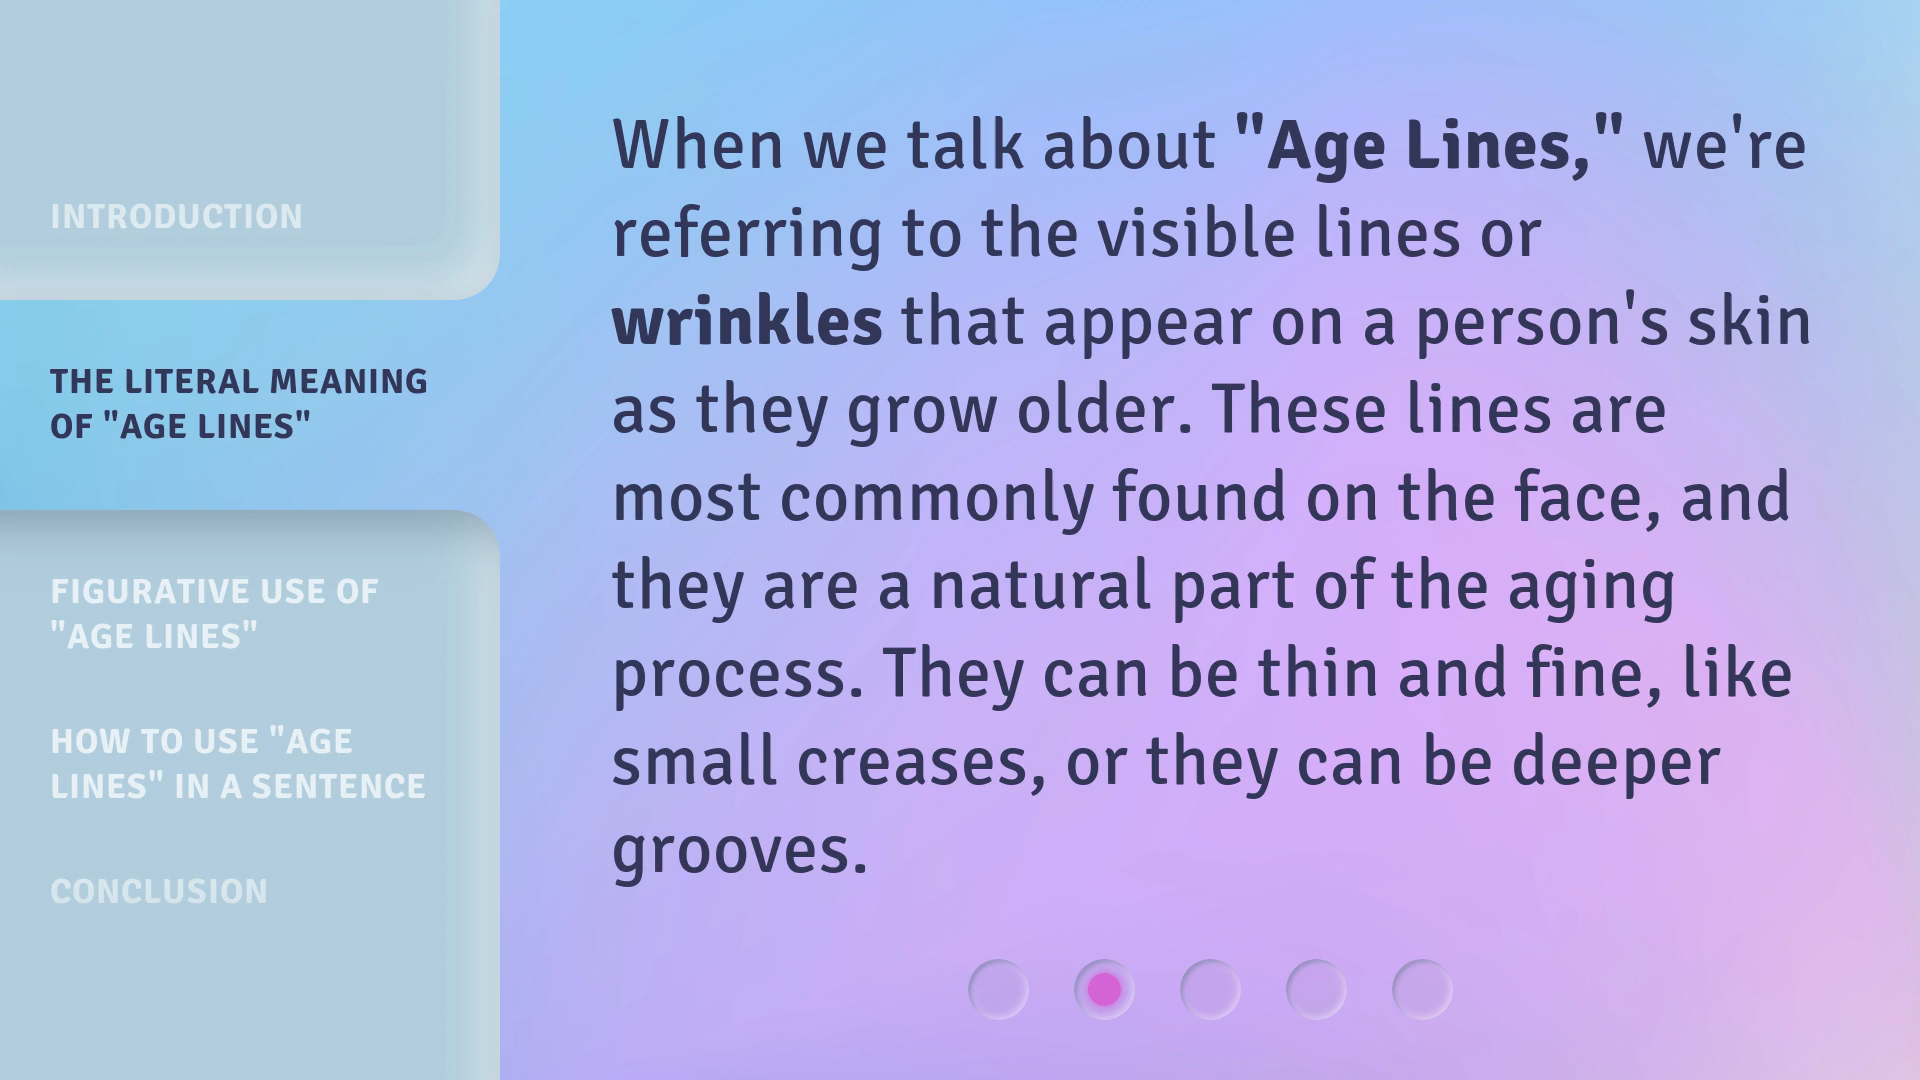 INTRODUCTION
THE LITERAL MEANING
OF "AGE LINES"
FIGURATIVE USE OF
"AGE LINES"
HOW TO USE "AGE
LINES" IN A SENTENCE
CONCLUSION
When we talk about "Age Lines," we're
referring to the visible lines or
wrinkles that appear on a person's skin
as they grow older. These lines are
most commonly found on the face, and
they are a natural part of the aging
process. They can be thin and fine, like
small creases, or they can be deeper
grooves.